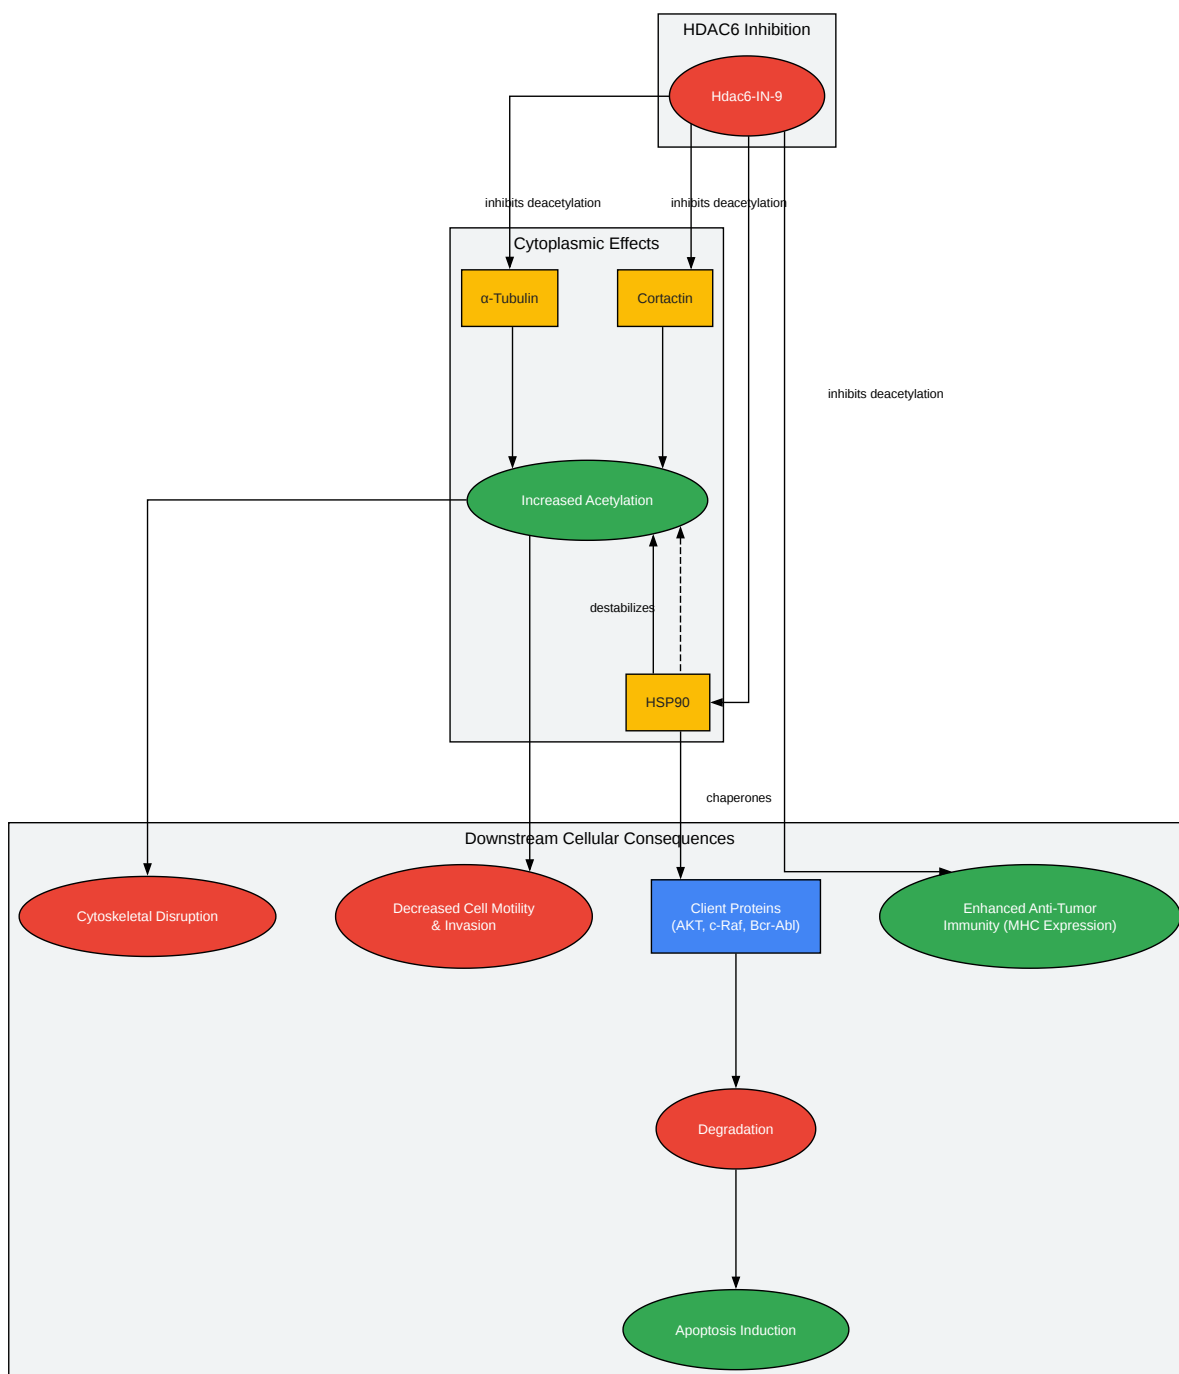 HDAC6 Inhibition
Hdac6-IN-9
inhibits deacetylation
inhibits deacetylation
Cytoplasmic Effects
α-Tubulin
Cortactin
inhibits deacetylation
Increased Acetylation
destabilizes
HSP90
chaperones
Downstream Cellular Consequences
Cytoskeletal Disruption
Decreased Cell Motility
& Invasion
Client Proteins
(AKT, c-Raf, Bcr-Abl)
Enhanced Anti-Tumor
Immunity (MHC Expression)
Degradation
Apoptosis Induction